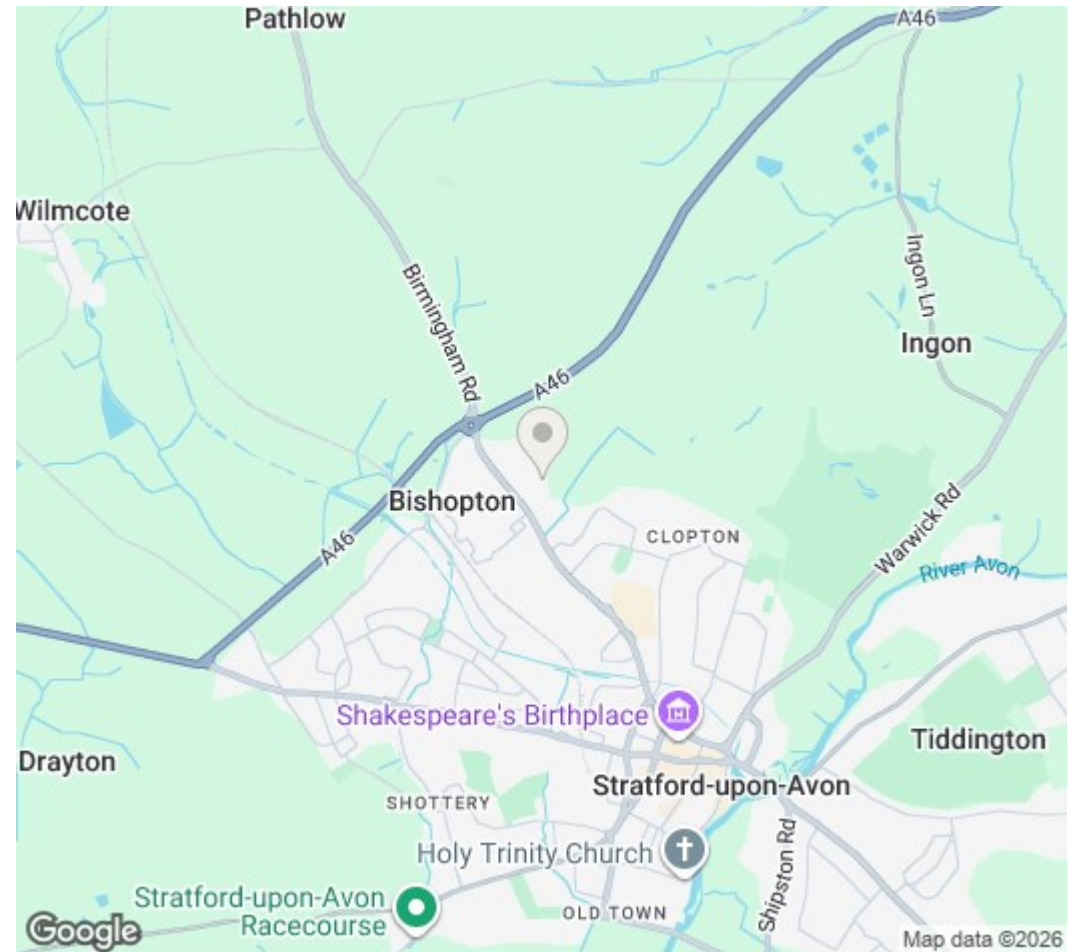 Pathlow
A46
Wilmcote
Ingon Ln
Birmingham Rd
Ingon
A46
Bishopton
CLOPTON
A46
Warwick Rd
River Avon
Shakespeare's Birthplace
Tiddington
Drayton
Stratford-upon-Avon
SHOTTERY
Shipston Rd
Holy Trinity Church
Stratford-upon-Avon
Racecourse
OLD TOWN
Google
Map data ©2026